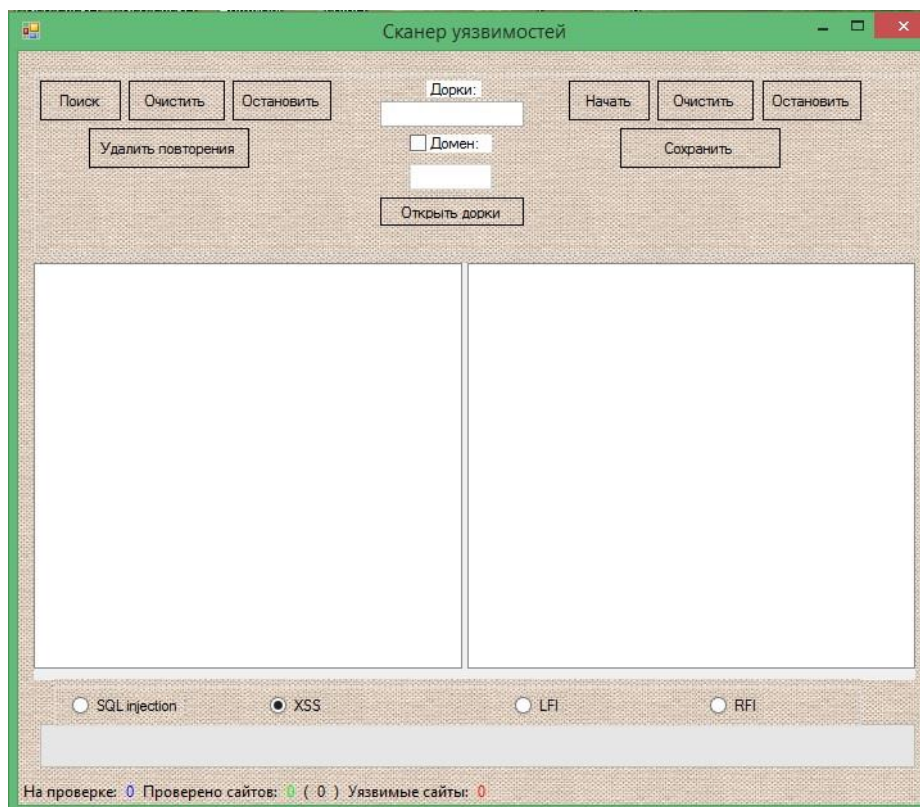 Сканер уязвимостей
Поиск Очистить Остановить Дорки: Начать Очистить Остановить
Удалить повторения Домен: Сохранить
Открыть дорки
SQL injection XSS LFI RFI
На проверке: 0 Проверено сайтов: 0 ( 0 ) Уязвимые сайты: 0